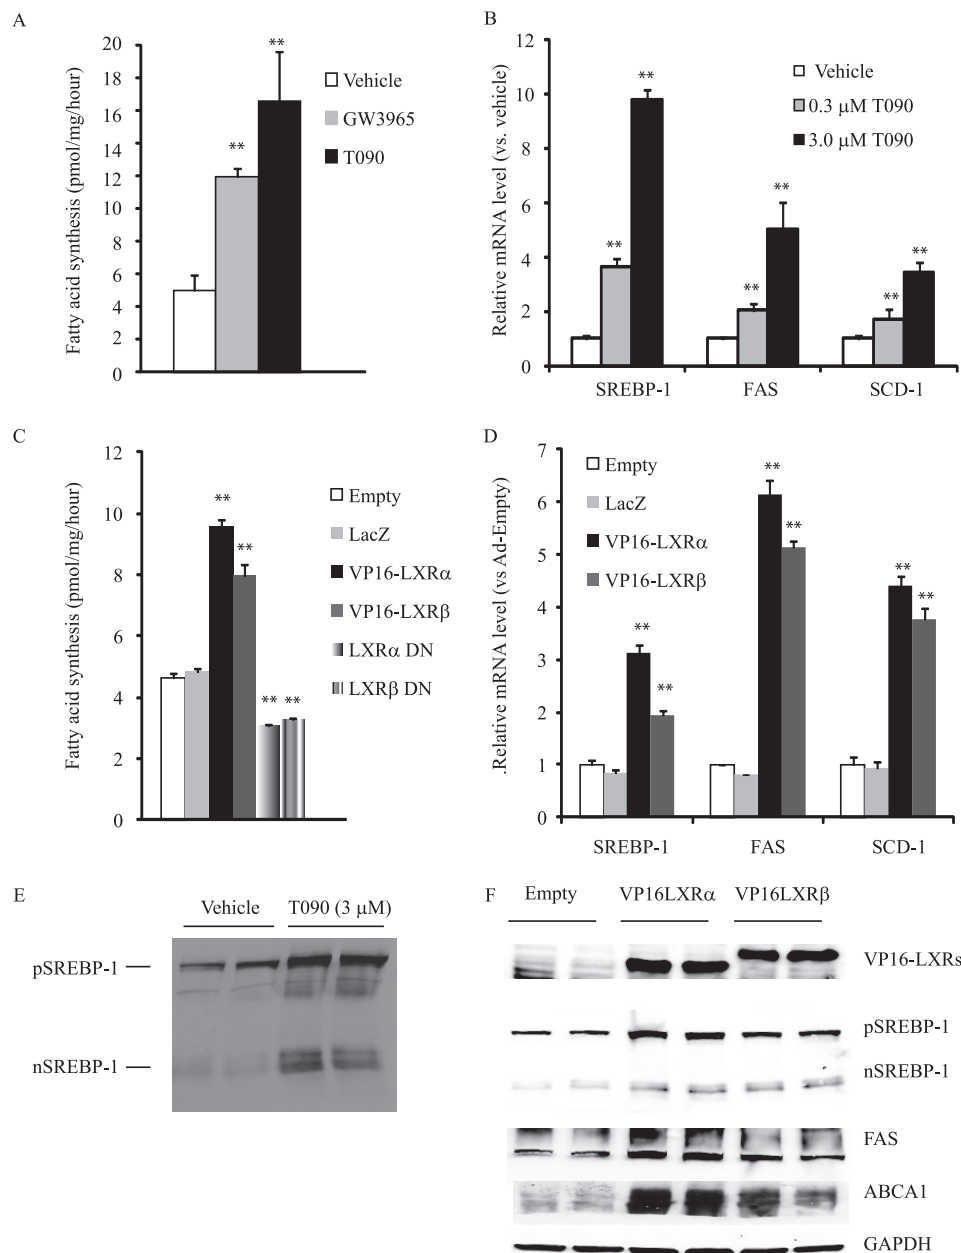 A
Fatty acid synthesis (pmol/mg/hour)
20
18
16
14
12
10
8
6
4
2
0
**
**
Vehicle
GW3965
T090
B
Relative mRNA level (vs. vehicle)
12
10
8
6
4
2
0
**
**
**
**
**
**
Vehicle
0.3 μM T090
3.0 μM T090
SREBP-1 FAS SCD-1
C
Fatty acid synthesis (pmol/mg/hour)
12
10
8
6
4
2
0
**
**
** **
Empty
LacZ
VP16-LXRα
VP16-LXRβ
LXRα DN
LXRβ DN
D
.Relative mRNA level (vs Ad-Empty)
7
6
5
4
3
2
1
0
**
**
**
**
**
**
Empty
LacZ
VP16-LXRα
VP16-LXRβ
SREBP-1 FAS SCD-1
E
Vehicle T090 (3 μM)
pSREBP-1
nSREBP-1
F
Empty VP16LXRα VP16LXRβ
VP16-LXRs
pSREBP-1
nSREBP-1
FAS
ABCA1
GAPDH